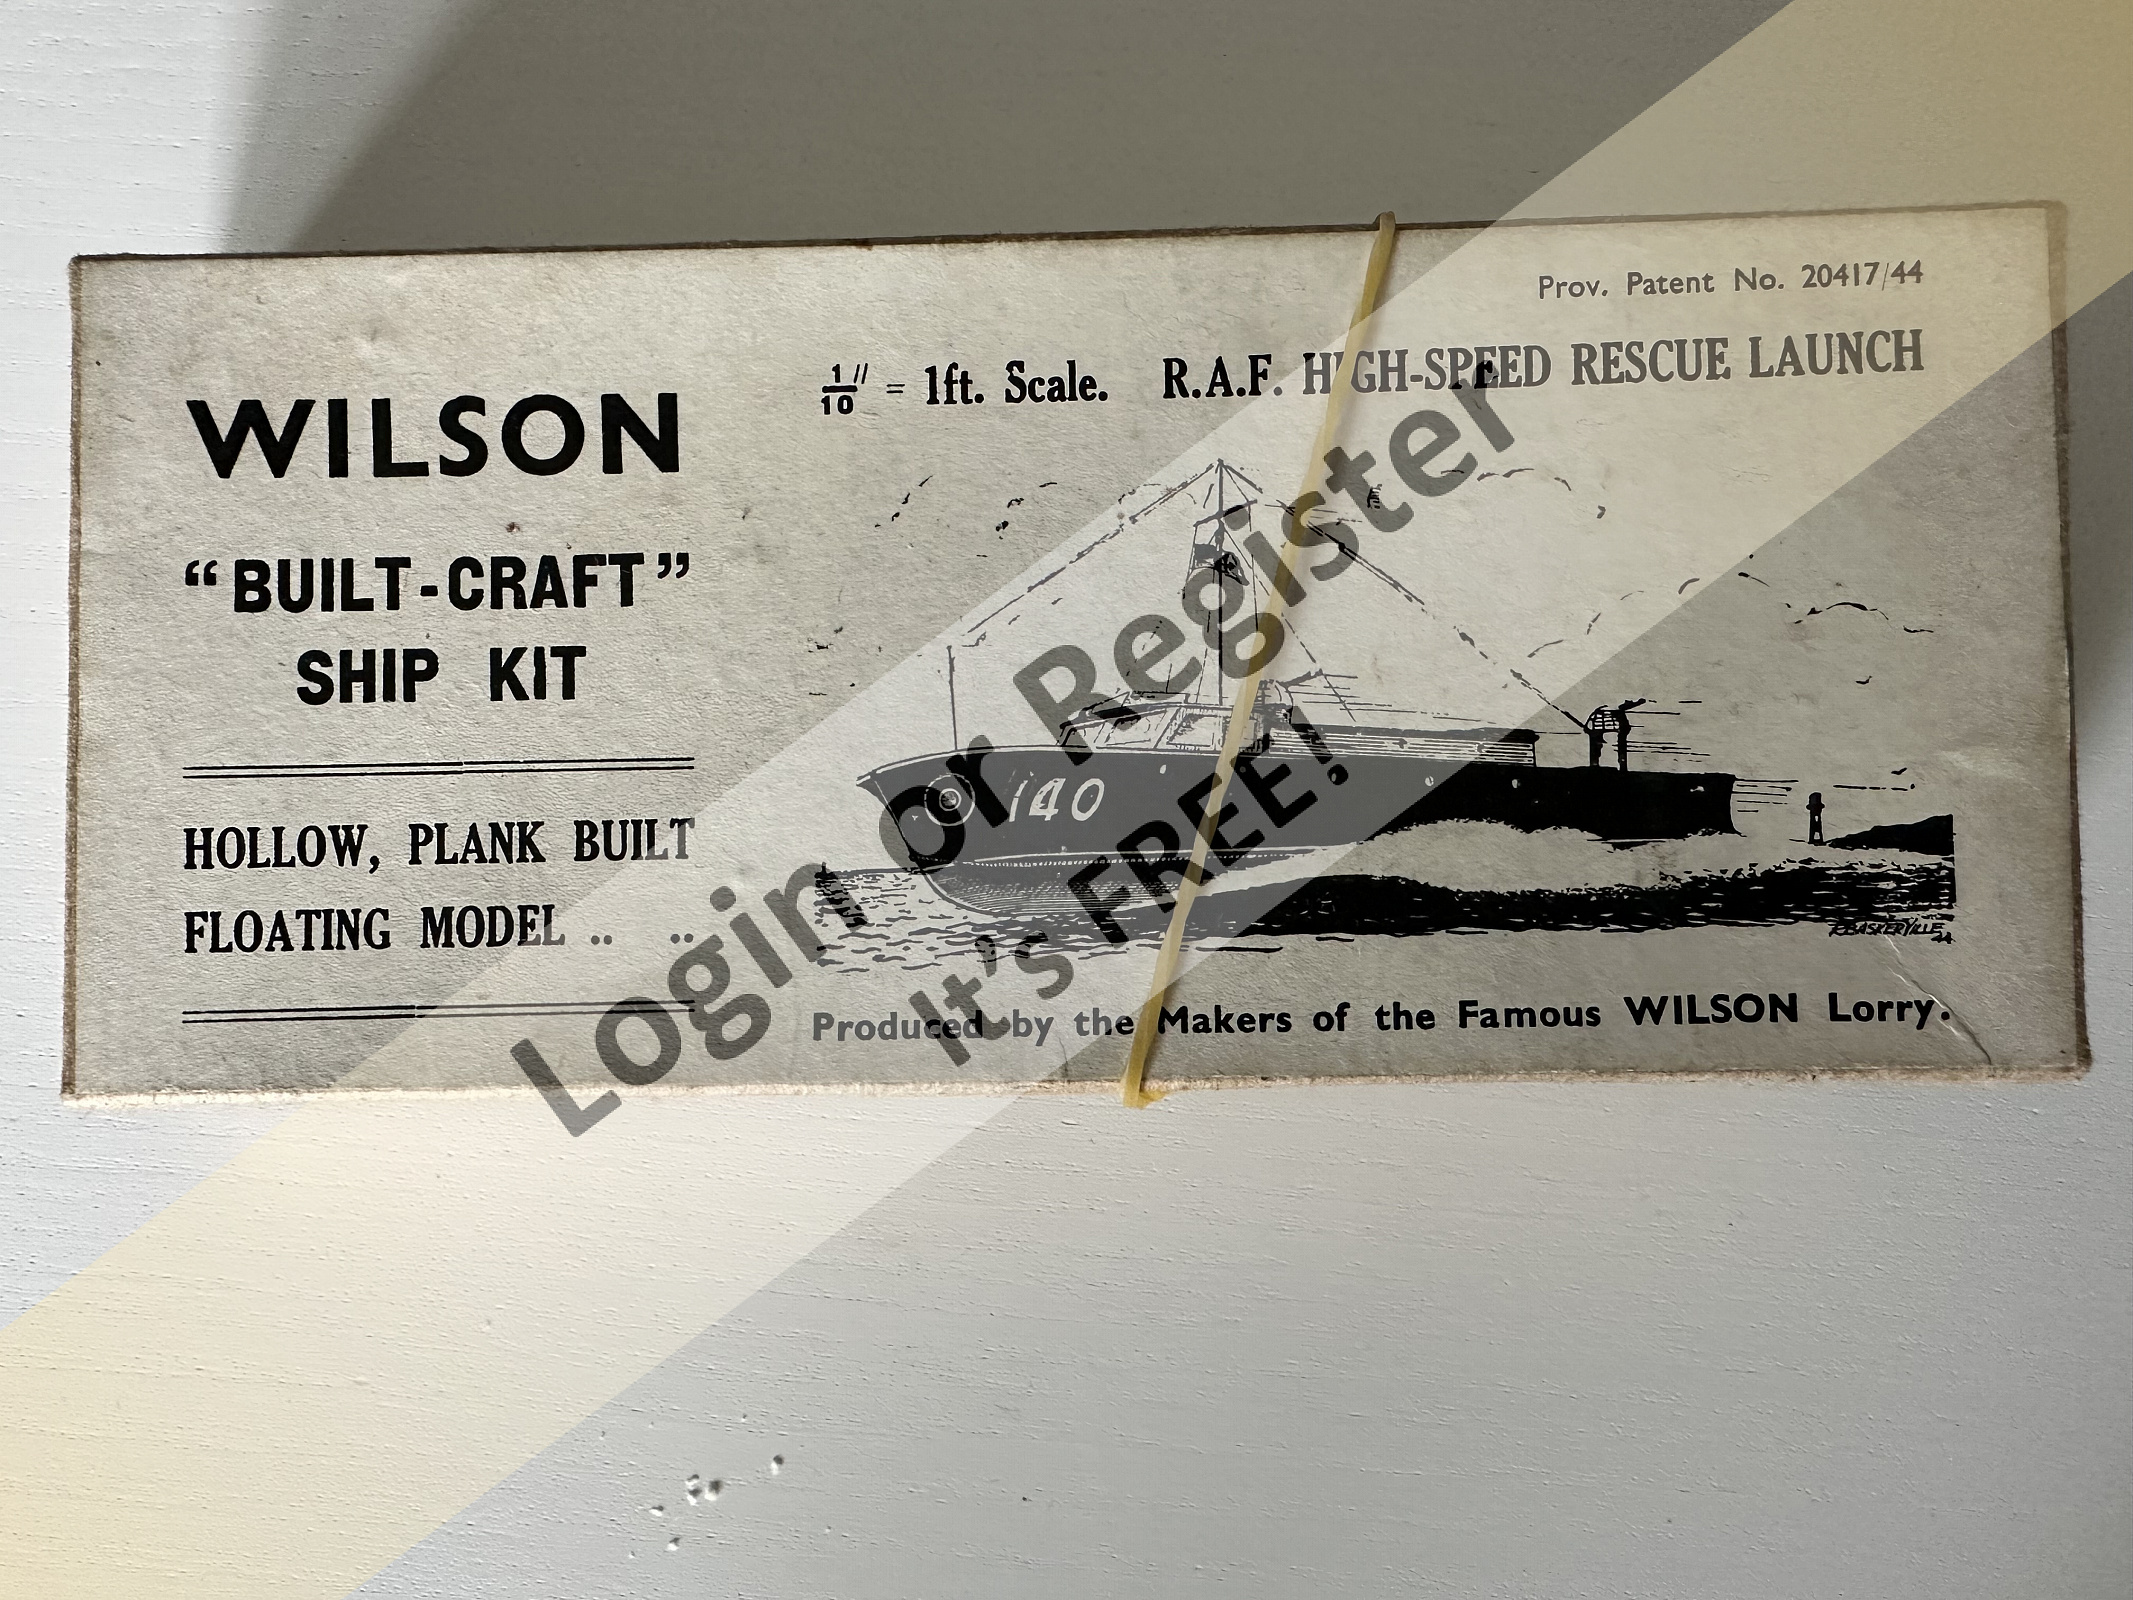 Prov. Patent No. 20417/44
1/10" = 1ft. Scale. R.A.F. HIGH-SPEED RESCUE LAUNCH
WILSON
"BUILT-CRAFT"
SHIP KIT
HOLLOW, PLANK BUILT
FLOATING MODEL .. ..
140
R.BASKERVILLE
44
Produced by the Makers of the Famous WILSON Lorry.
Login or Register
It's FREE!